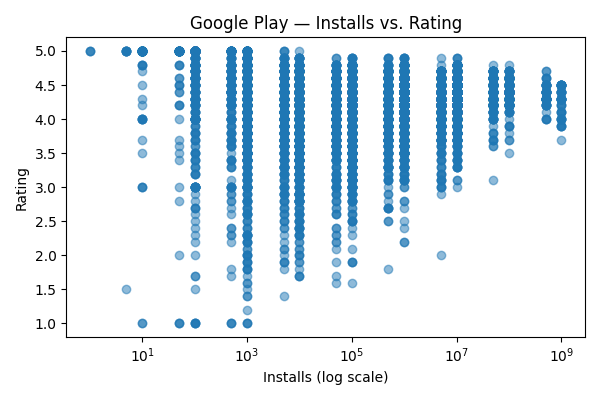 Google Play — Installs vs. Rating
Rating
5.0
4.5
4.0
3.5
3.0
2.5
2.0
1.5
1.0
10¹ 10³ 10⁵ 10⁷ 10⁹
Installs (log scale)